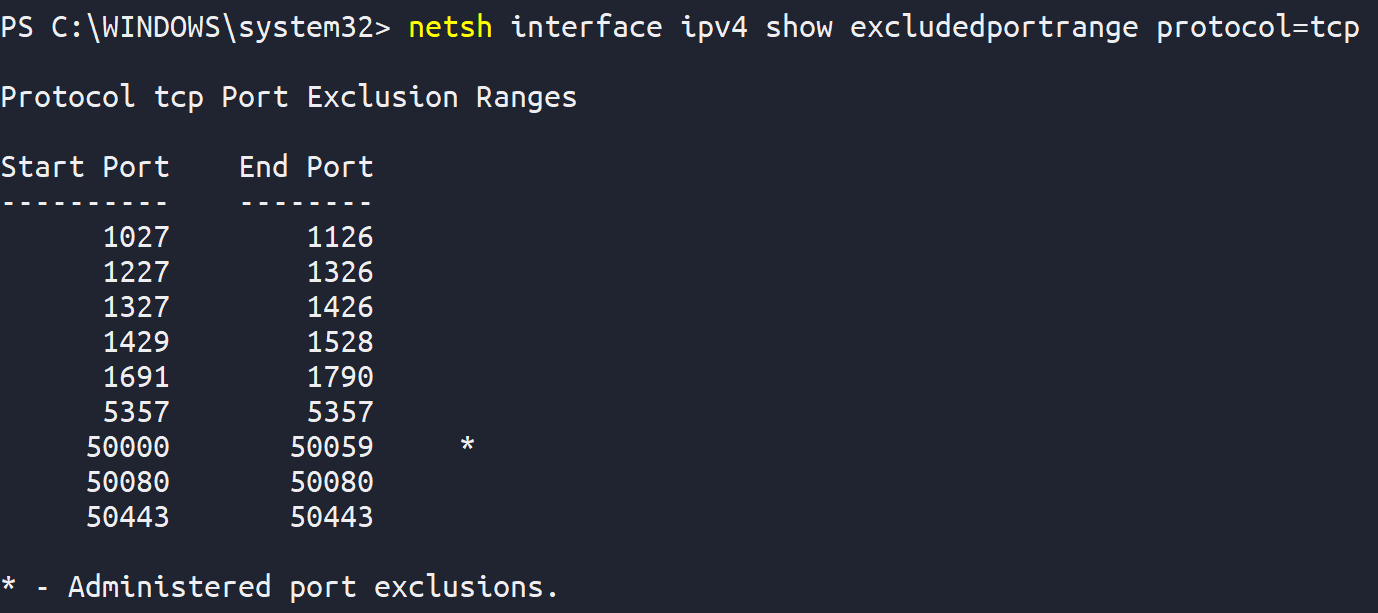 PS C:\WINDOWS\system32> netsh interface ipv4 show excludedportrange protocol=tcp
Protocol tcp Port Exclusion Ranges
Start Port    End Port
----------    --------
      1027        1126
      1227        1326
      1327        1426
      1429        1528
      1691        1790
      5357        5357
     50000       50059     *
     50080       50080
     50443       50443
* - Administered port exclusions.